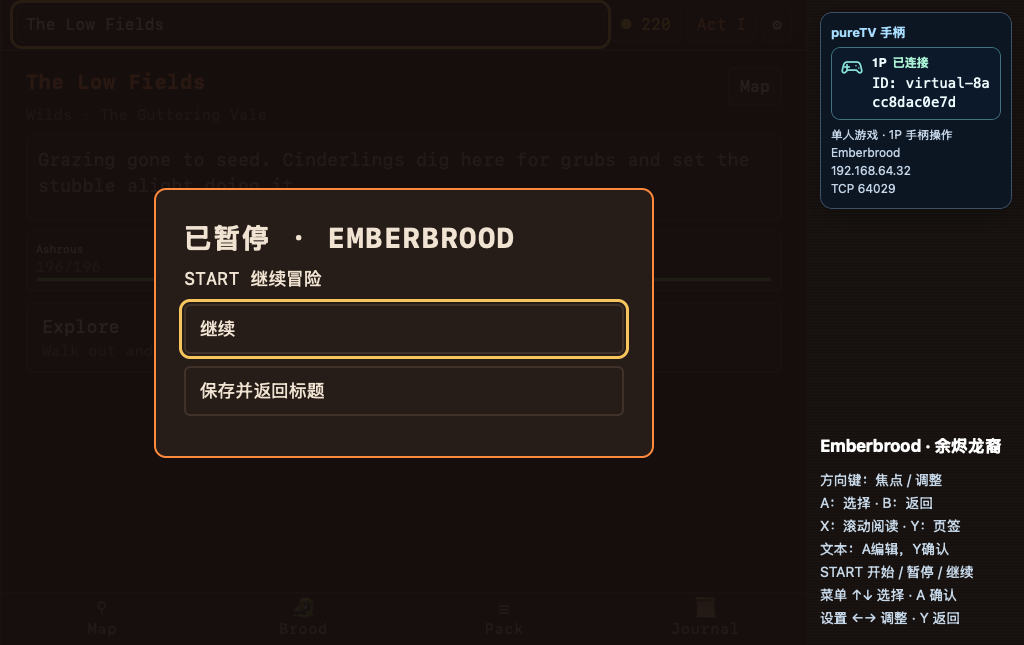 The Low Fields
220
Act I
The Low Fields
Map
Wilds · The Guttering Vale
Grazing gone to seed. Cinderlings dig here for grubs and set the
stubble alight doing it.
Ashrous
196/196
Explore
Walk out and
已暂停 · EMBERBROOD
START 继续冒险
继续
保存并返回标题
Map
Brood
Pack
Journal
pureTV 手柄
1P 已连接
ID: virtual-8a
cc8dac0e7d
单人游戏 · 1P 手柄操作
Emberbrood
192.168.64.32
TCP 64029
Emberbrood · 余烬龙裔
方向键：焦点 / 调整
A：选择 · B：返回
X：滚动阅读 · Y：页签
文本：A编辑，Y确认
START 开始 / 暂停 / 继续
菜单 ↑↓ 选择 · A 确认
设置 ←→ 调整 · Y 返回